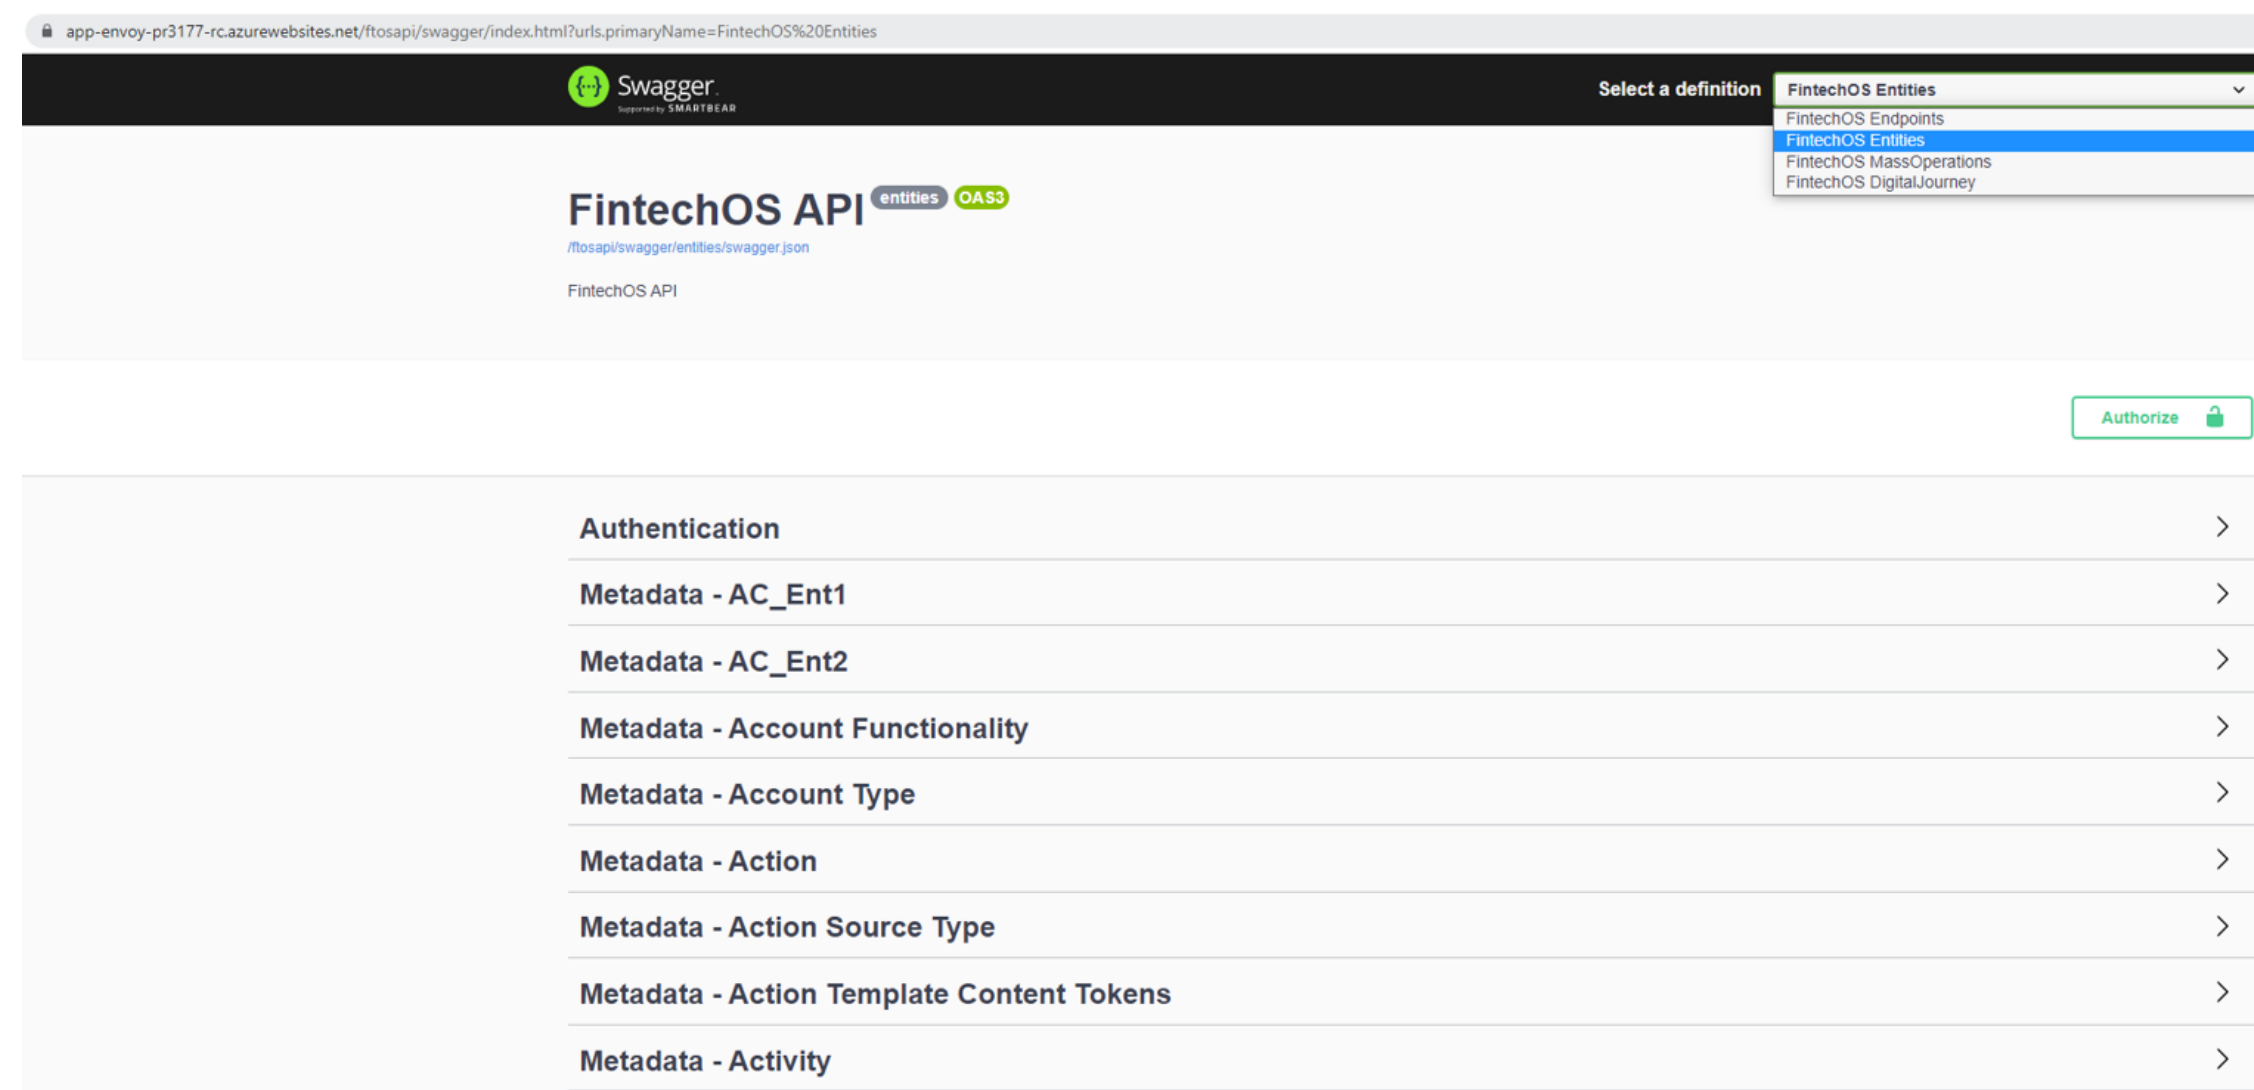 app-envoy-pr3177-rc.azurewebsites.net/ftosapi/swagger/index.html?urls.primaryName=FintechOS%20Entities
Swagger.
Supported by SMARTBEAR
Select a definition
FintechOS Entities
FintechOS Endpoints
FintechOS Entities
FintechOS MassOperations
FintechOS DigitalJourney
FintechOS API entities OAS3
/ftosapi/swagger/entities/swagger.json
FintechOS API
Authorize
Authentication
Metadata - AC_Ent1
Metadata - AC_Ent2
Metadata - Account Functionality
Metadata - Account Type
Metadata - Action
Metadata - Action Source Type
Metadata - Action Template Content Tokens
Metadata - Activity